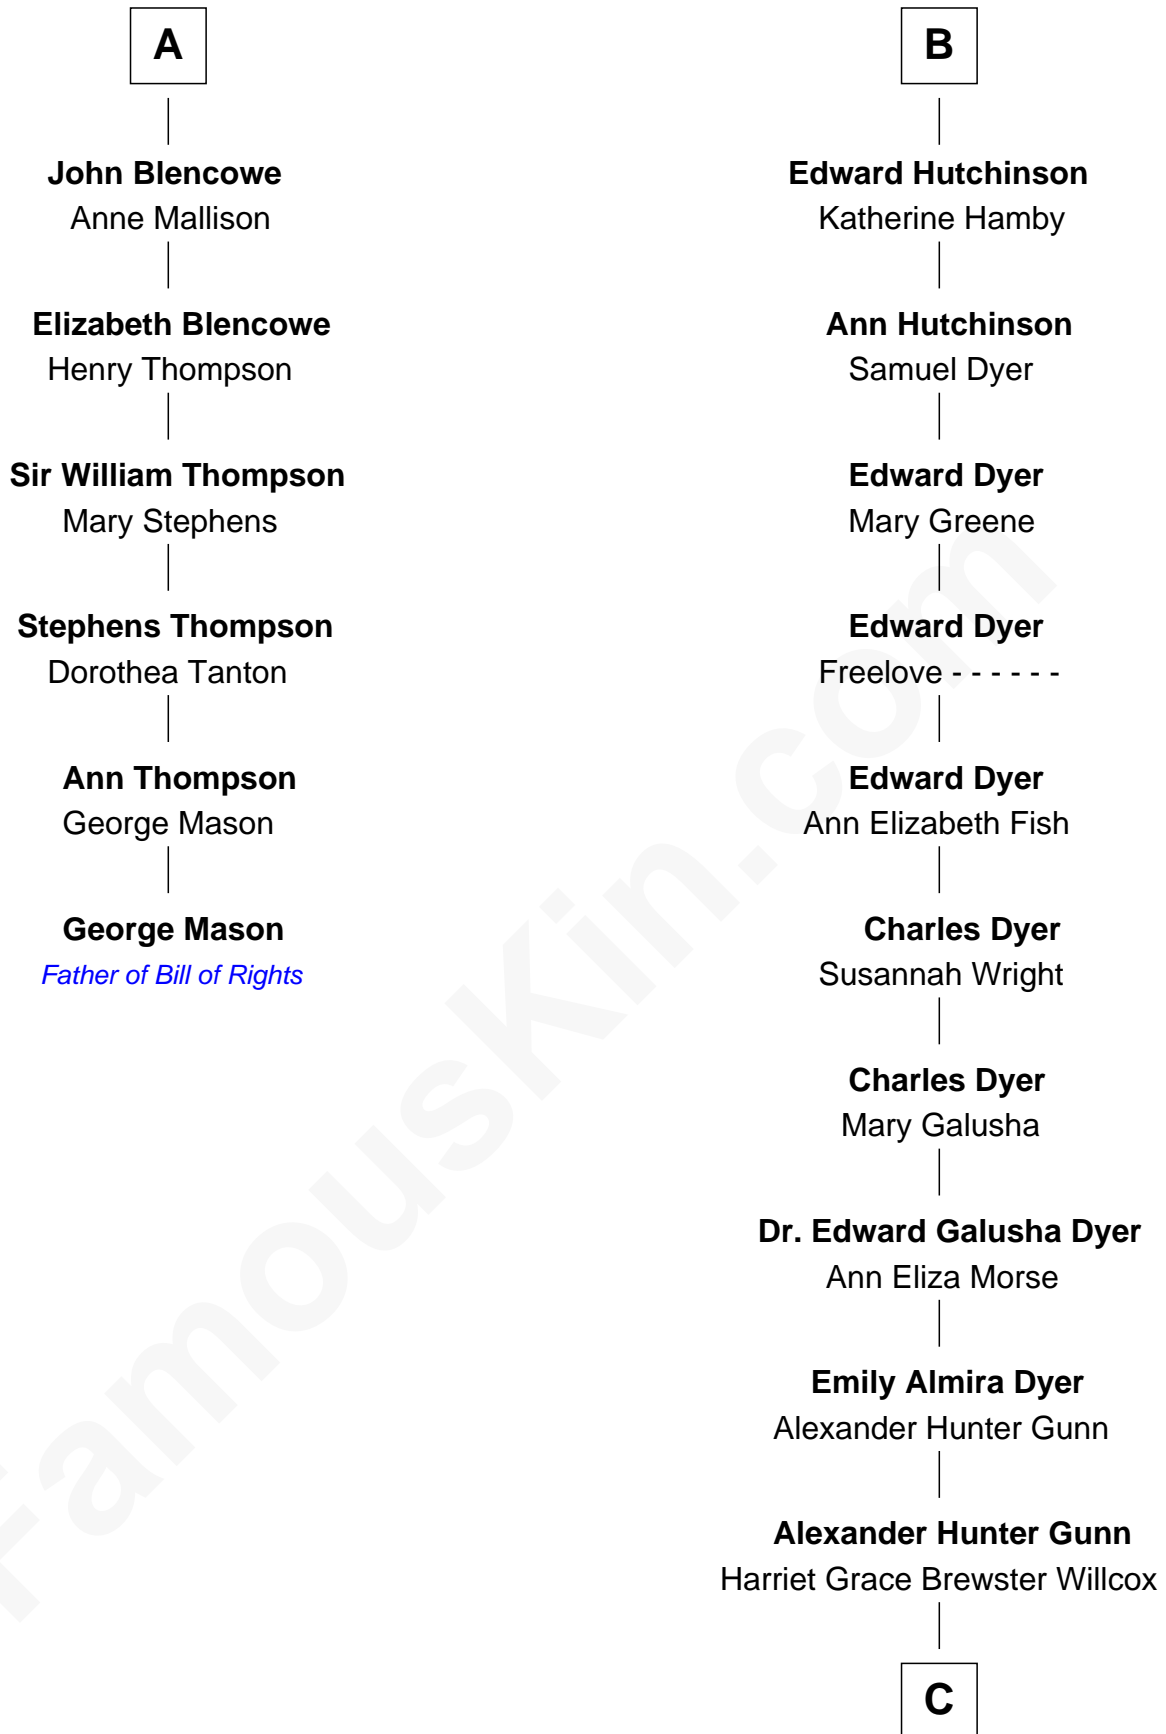 A
John Blencowe
Anne Mallison
Elizabeth Blencowe
Henry Thompson
Sir William Thompson
Mary Stephens
Stephens Thompson
Dorothea Tanton
Ann Thompson
George Mason
George Mason
Father of Bill of Rights
B
Edward Hutchinson
Katherine Hamby
Ann Hutchinson
Samuel Dyer
Edward Dyer
Mary Greene
Edward Dyer
Freelove - - - - - -
Edward Dyer
Ann Elizabeth Fish
Charles Dyer
Susannah Wright
Charles Dyer
Mary Galusha
Dr. Edward Galusha Dyer
Ann Eliza Morse
Emily Almira Dyer
Alexander Hunter Gunn
Alexander Hunter Gunn
Harriet Grace Brewster Willcox
C
FamousKin.com